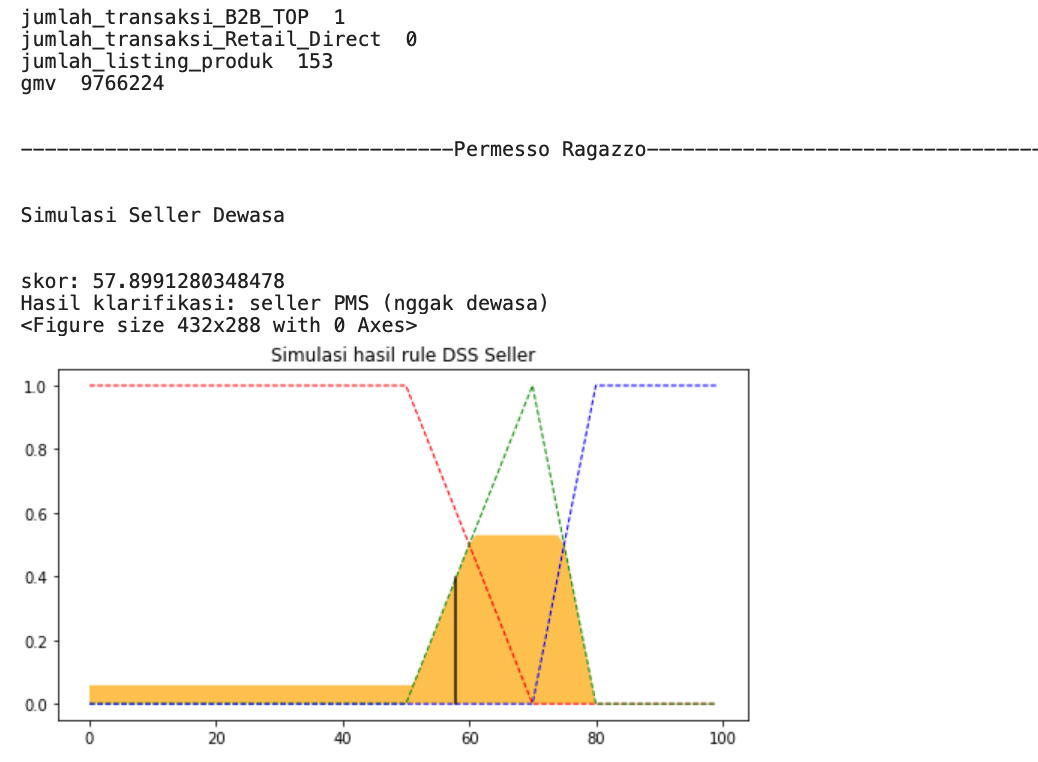 jumlah_transaksi_B2B_TOP  1
jumlah_transaksi_Retail_Direct  0
jumlah_listing_produk  153
gmv  9766224
------------------------------------Permesso Ragazzo---------------------------------
Simulasi Seller Dewasa
skor: 57.8991280348478
Hasil klarifikasi: seller PMS (nggak dewasa)
<Figure size 432x288 with 0 Axes>
Simulasi hasil rule DSS Seller
1.0
0.8
0.6
0.4
0.2
0.0
0 20 40 60 80 100